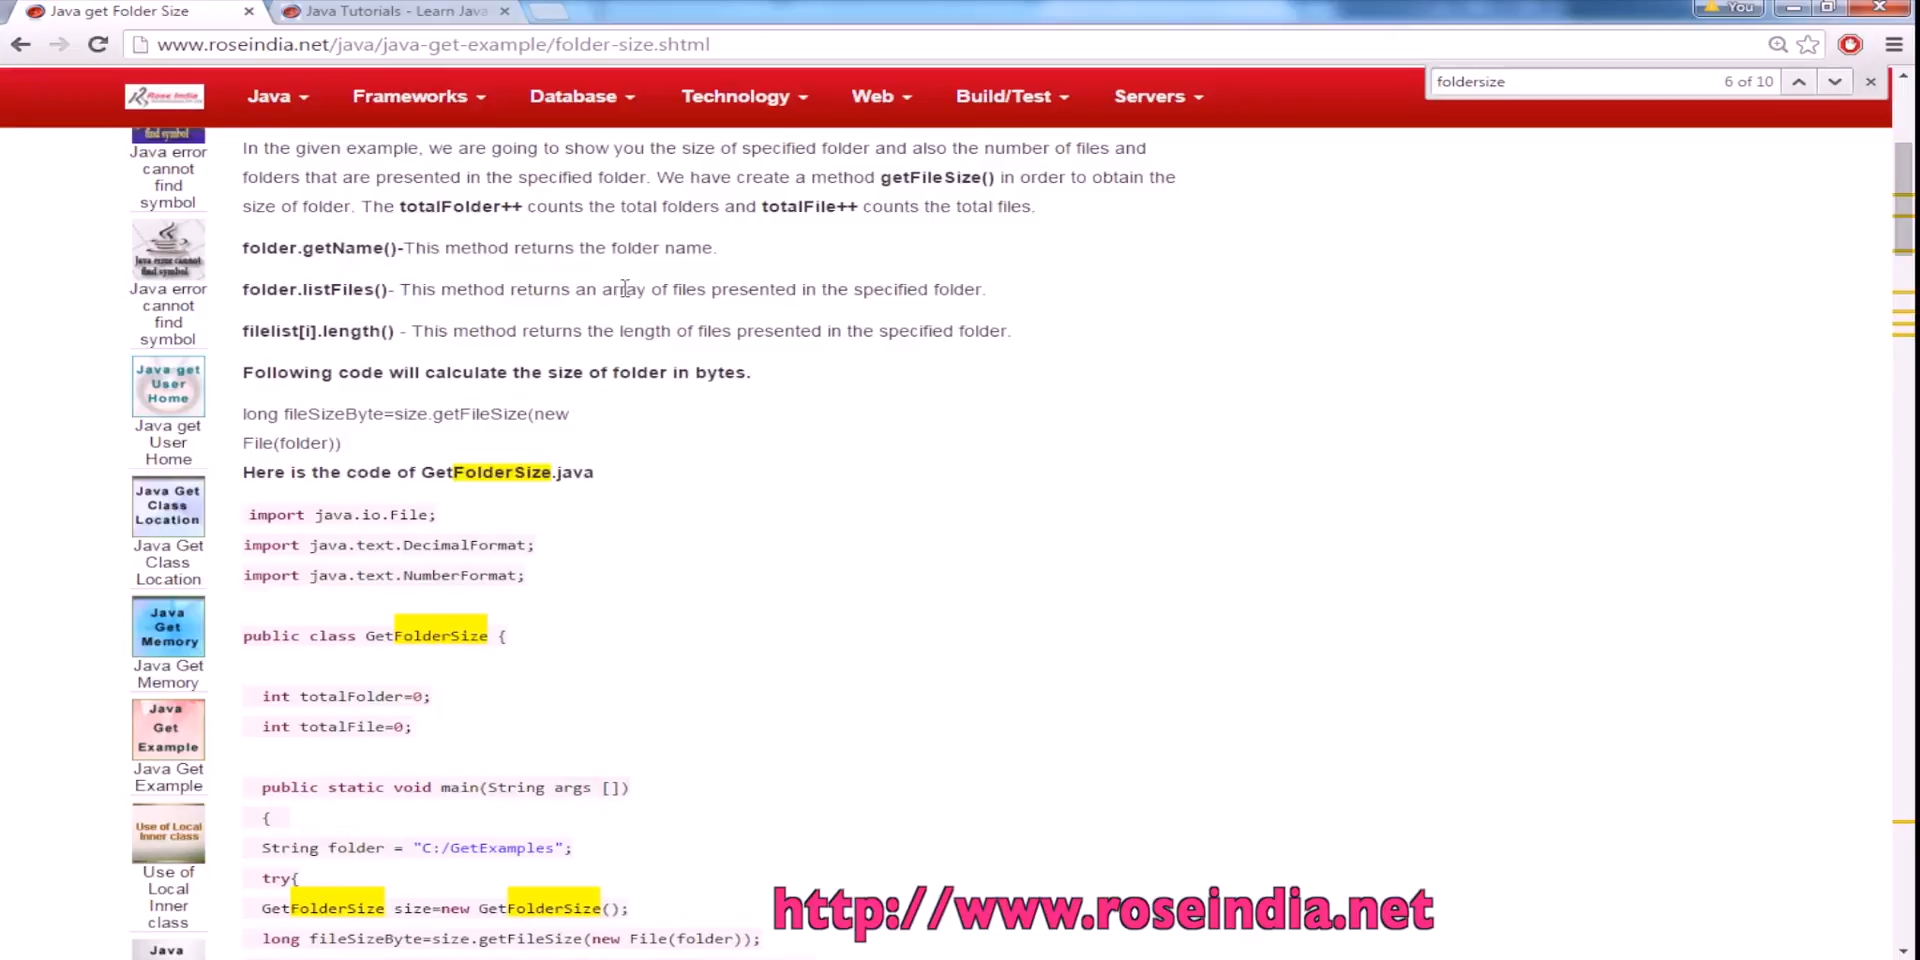 Java get Folder Size
Java Tutorials - Learn Java
You
www.roseindia.net/java/java-get-example/folder-size.shtml
foldersize 6 of 10
Rose India
Java Frameworks Database Technology Web Build/Test Servers
find symbol
Java error
cannot
find
symbol
Java error cannot
find symbol
Java error
cannot
find
symbol
Java get
User
Home
Java get
User
Home
Java Get
Class
Location
Java Get
Class
Location
Java
Get
Memory
Java Get
Memory
Java
Get
Example
Java Get
Example
Use of Local
Inner class
Use of
Local
Inner
class
Java
In the given example, we are going to show you the size of specified folder and also the number of files and
folders that are presented in the specified folder. We have create a method getFileSize() in order to obtain the
size of folder. The totalFolder++ counts the total folders and totalFile++ counts the total files.
folder.getName()-This method returns the folder name.
folder.listFiles()- This method returns an array of files presented in the specified folder.
filelist[i].length() - This method returns the length of files presented in the specified folder.
Following code will calculate the size of folder in bytes.
long fileSizeByte=size.getFileSize(new
File(folder))
Here is the code of GetFolderSize.java
import java.io.File;
import java.text.DecimalFormat;
import java.text.NumberFormat;
public class GetFolderSize {
int totalFolder=0;
int totalFile=0;
public static void main(String args [])
{
String folder = "C:/GetExamples";
try{
GetFolderSize size=new GetFolderSize();
long fileSizeByte=size.getFileSize(new File(folder));
http://www.roseindia.net